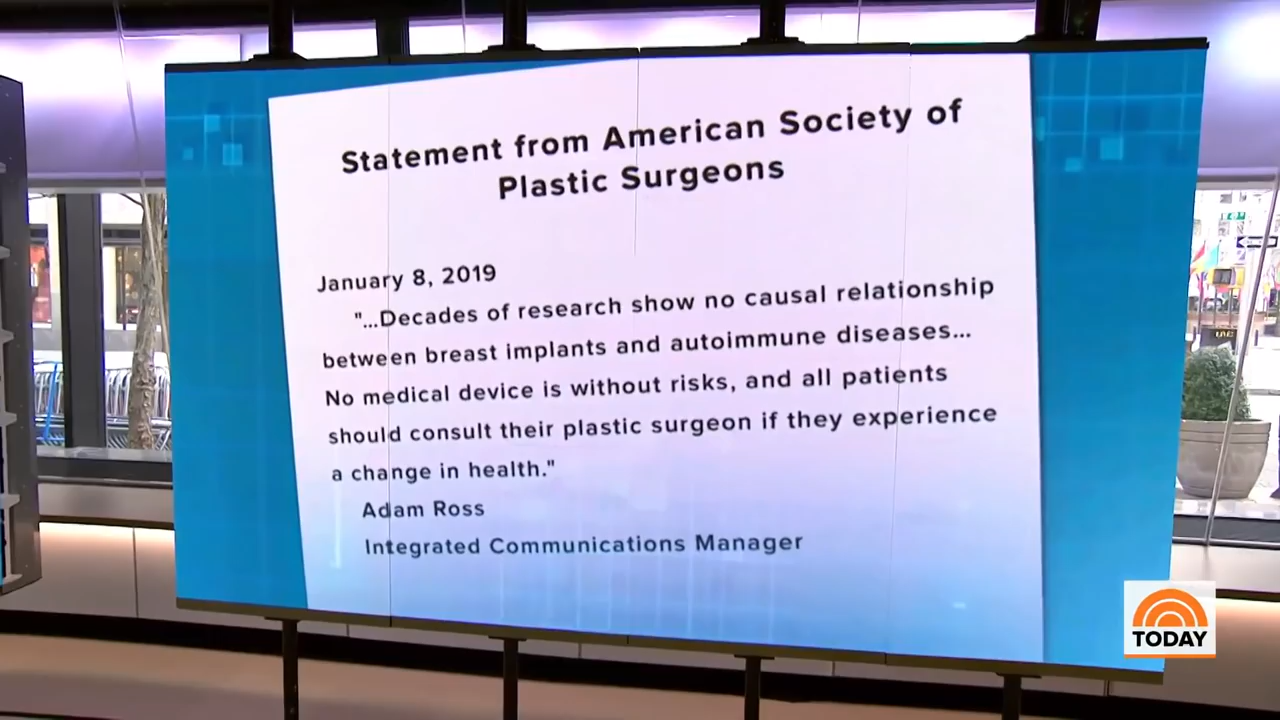 Statement from American Society of
Plastic Surgeons
January 8, 2019
"...Decades of research show no causal relationship
between breast implants and autoimmune diseases...
No medical device is without risks, and all patients
should consult their plastic surgeon if they experience
a change in health."
Adam Ross
Integrated Communications Manager
TODAY